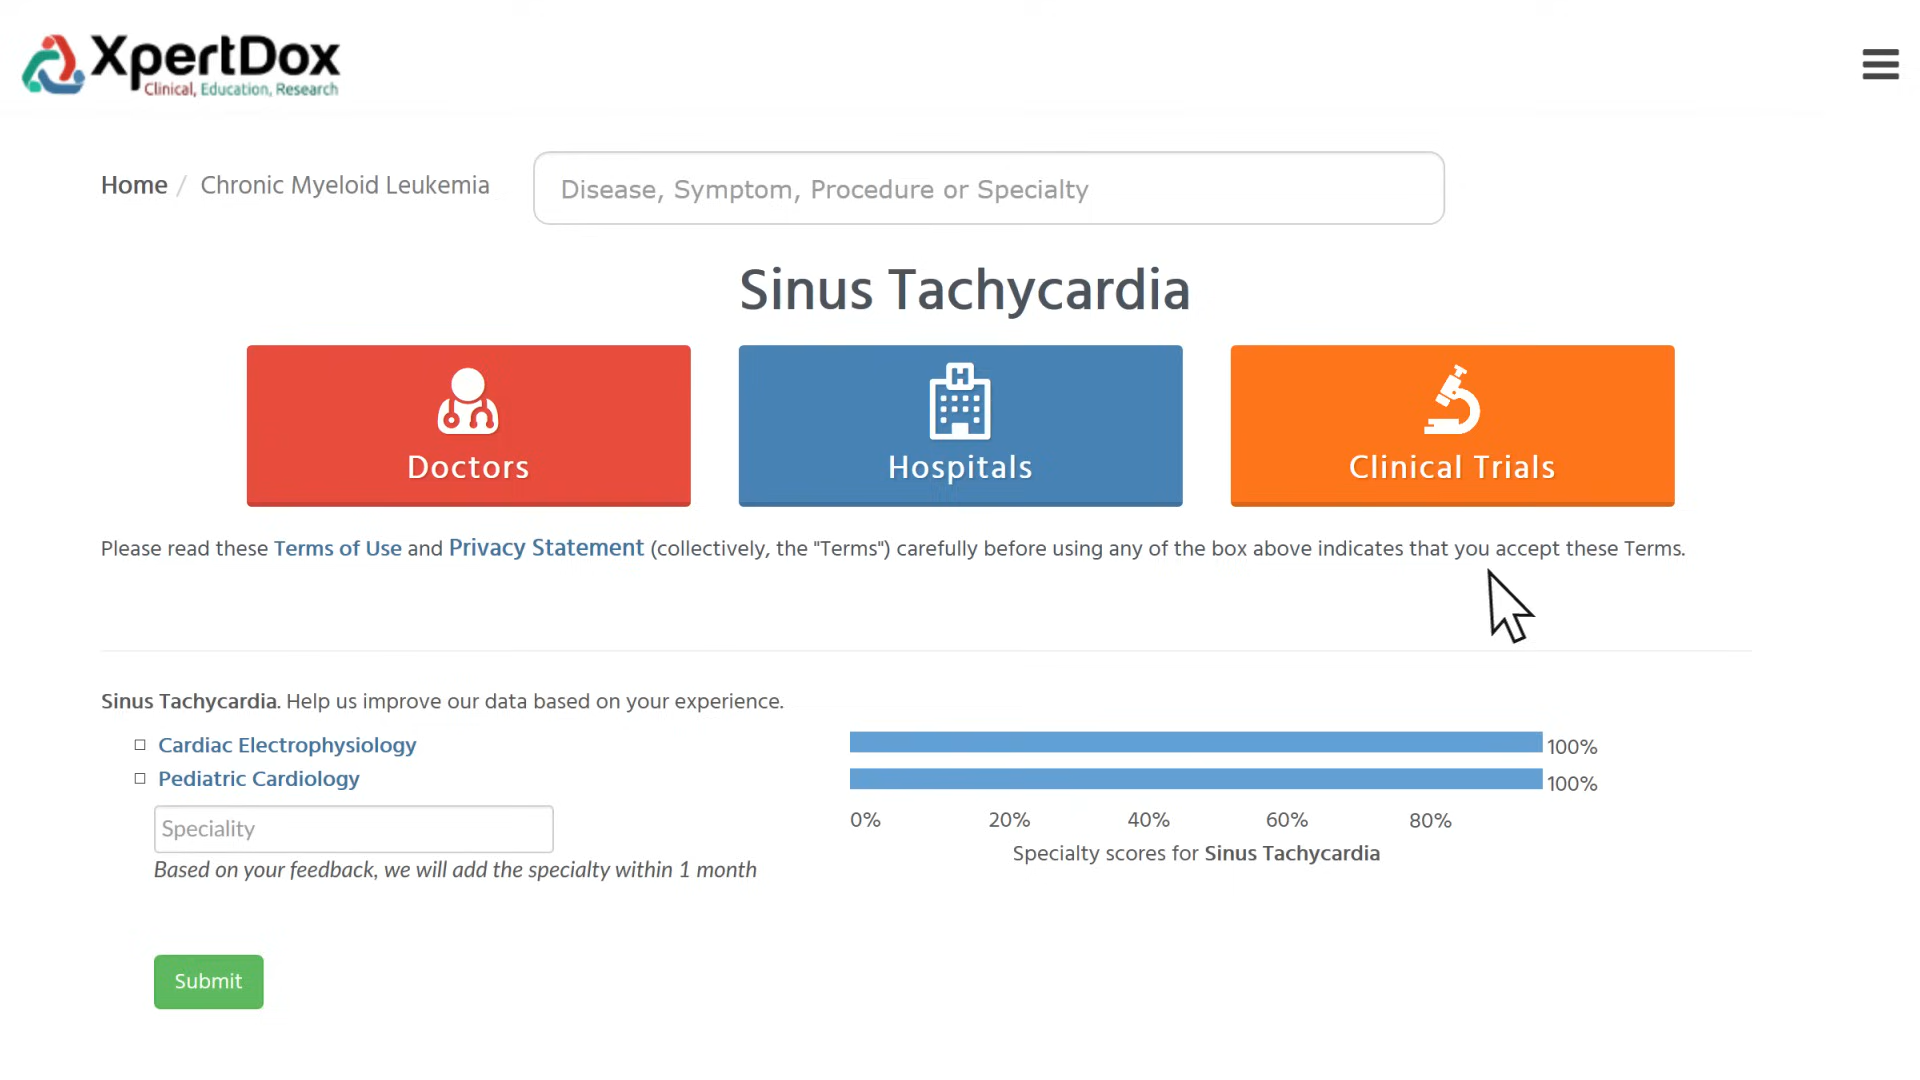 XpertDox
Clinical, Education, Research
Home / Chronic Myeloid Leukemia
Disease, Symptom, Procedure or Specialty
Sinus Tachycardia
Doctors
H
Hospitals
Clinical Trials
Please read these Terms of Use and Privacy Statement (collectively, the "Terms") carefully before using any of the box above indicates that you accept these Terms.
Sinus Tachycardia. Help us improve our data based on your experience.
Cardiac Electrophysiology
Pediatric Cardiology
Speciality
Based on your feedback, we will add the specialty within 1 month
Submit
100%
100%
0% 20% 40% 60% 80%
Specialty scores for Sinus Tachycardia